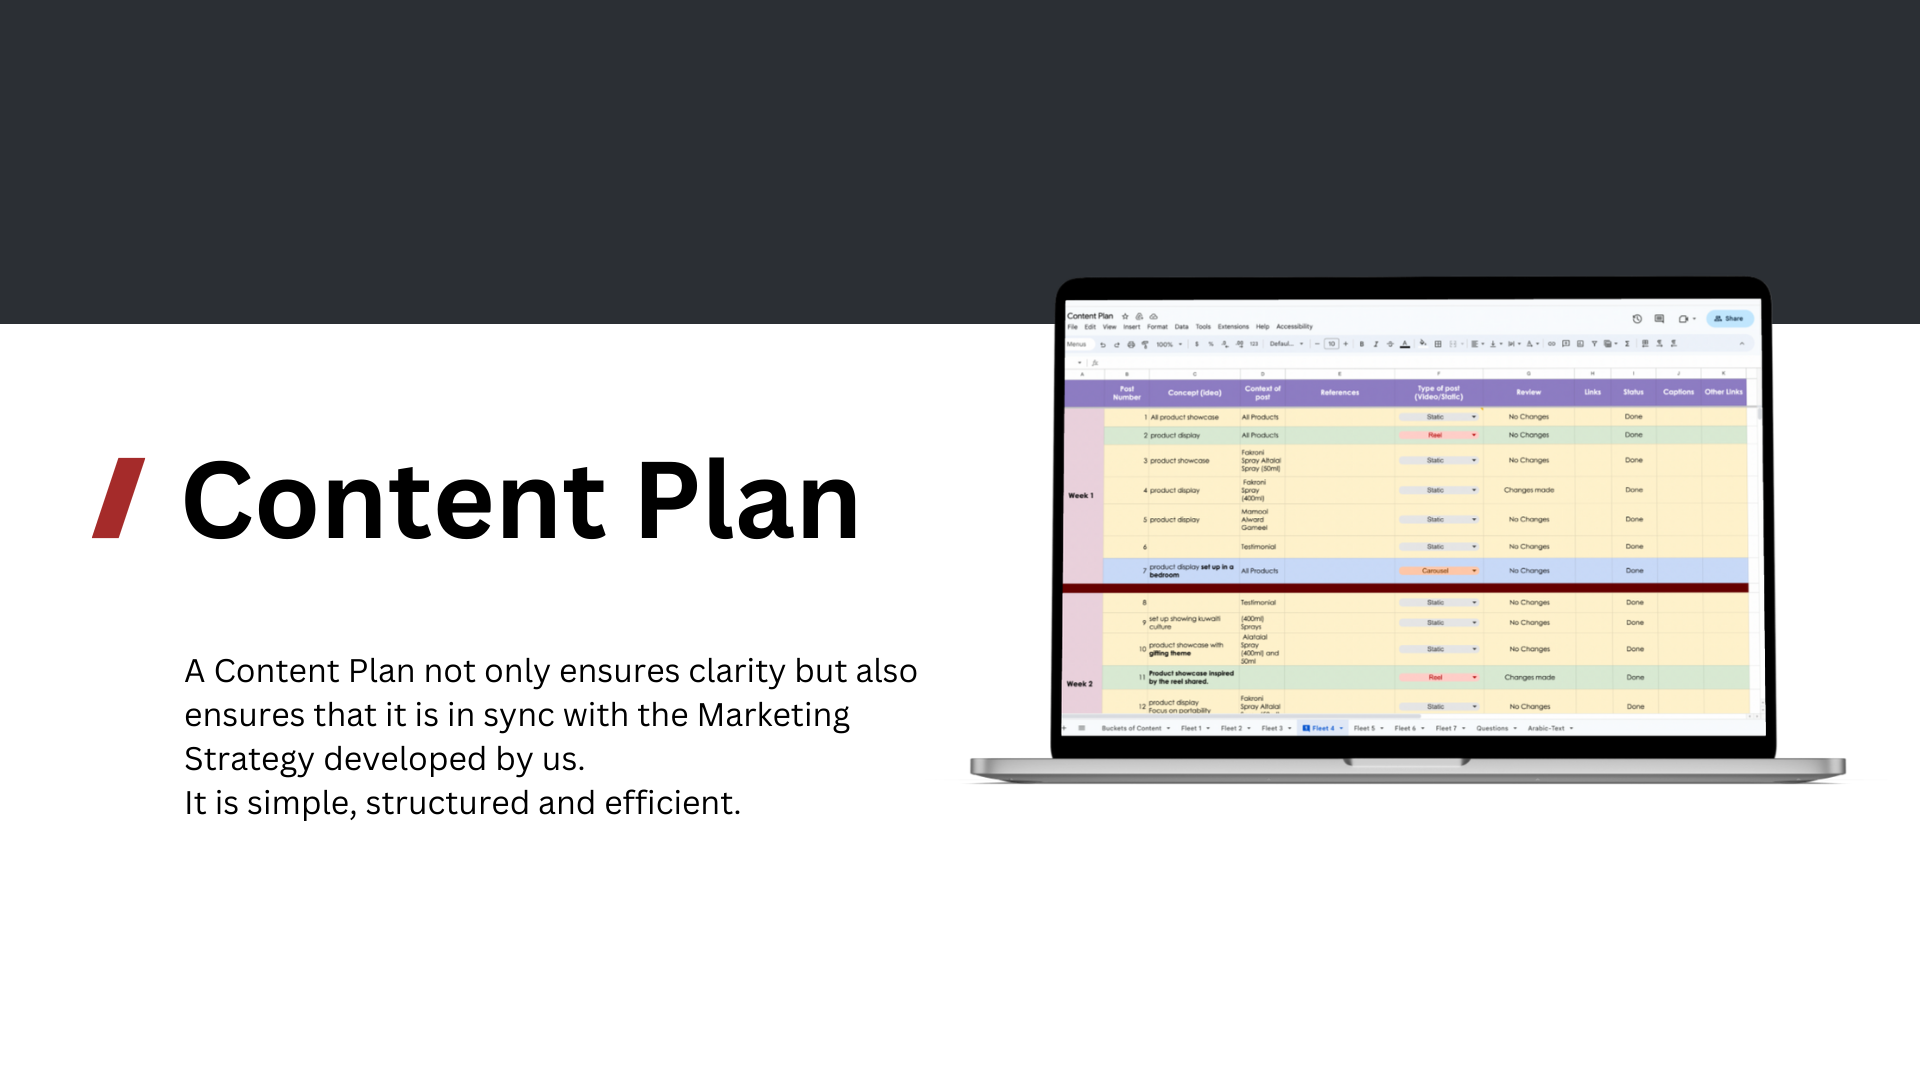 Content Plan
A Content Plan not only ensures clarity but also
ensures that it is in sync with the Marketing
Strategy developed by us.
It is simple, structured and efficient.
Content Plan
Share
File Edit View Insert Format Data Tools Extensions Help Accessibility
Menus 100% $ % 123 Defaul... 10 B I A
A B C D E F G H I J K
Post Number Concept (idea) Context of post References Type of post (Video/Static) Review Links Status Captions Other Links
Week 1
1 All product showcase All Products Static No Changes Done
2 product display All Products Reel No Changes Done
3 product showcase Fakroni Spray Altalal Spray (50ml) Static No Changes Done
4 product display Fakroni Spray (400ml) Static Changes made Done
5 product display Mamool Alward Gameel Static No Changes Done
6 Testimonial Static No Changes Done
7 product display set up in a bedroom All Products Carousel No Changes Done
Week 2
8 Testimonial Static No Changes Done
9 set up showing kuwaiti culture (400ml) Sprays Static No Changes Done
10 product showcase with gifting theme Alatalal Spray (400ml) and 50ml Static No Changes Done
11 Product showcase inspired by the reel shared. Reel Changes made Done
12 product display Focus on portability Fakroni Spray Altalal Static No Changes Done
Buckets of Content Fleet 1 Fleet 2 Fleet 3 Fleet 4 Fleet 5 Fleet 6 Fleet 7 Questions Arabic-Text